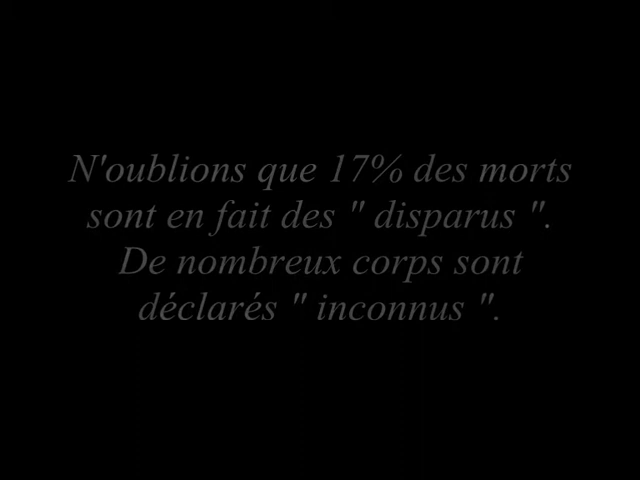 N'oublions que 17% des morts
sont en fait des " disparus ".
De nombreux corps sont
déclarés " inconnus ".